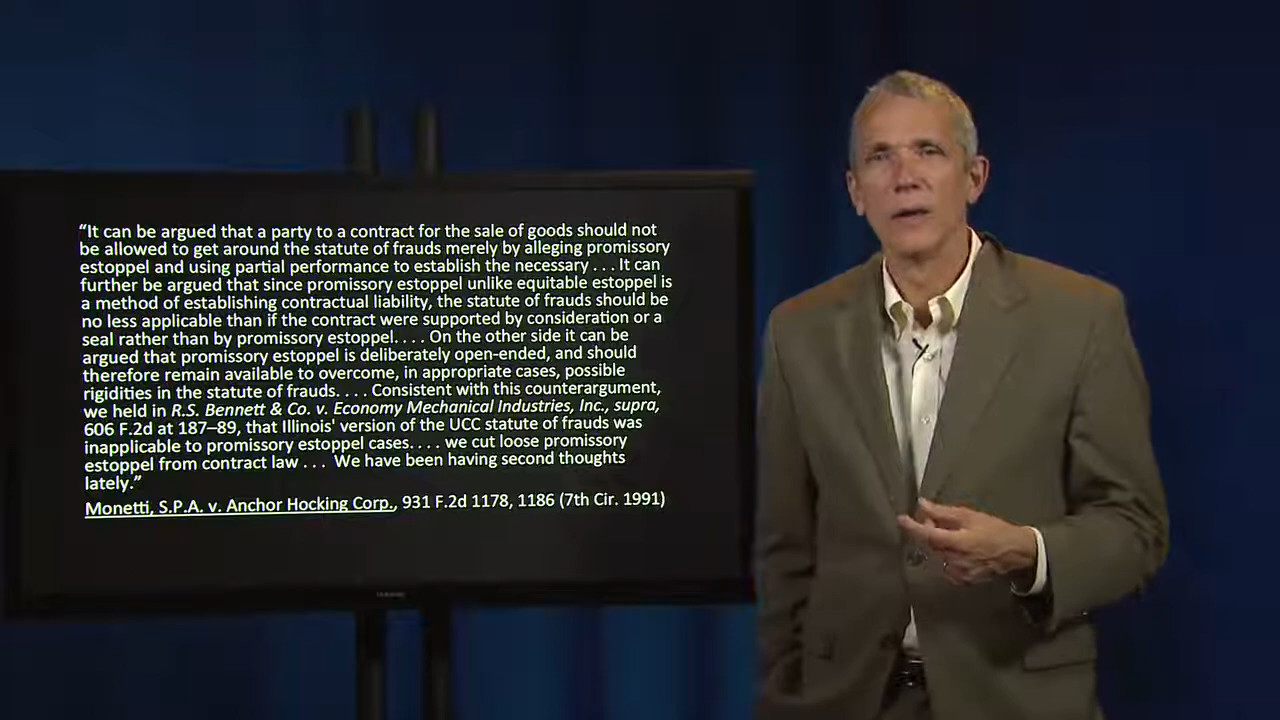 “It can be argued that a party to a contract for the sale of goods should not
be allowed to get around the statute of frauds merely by alleging promissory
estoppel and using partial performance to establish the necessary . . . It can
further be argued that since promissory estoppel unlike equitable estoppel is
a method of establishing contractual liability, the statute of frauds should be
no less applicable than if the contract were supported by consideration or a
seal rather than by promissory estoppel. . . . On the other side it can be
argued that promissory estoppel is deliberately open-ended, and should
therefore remain available to overcome, in appropriate cases, possible
rigidities in the statute of frauds. . . . Consistent with this counterargument,
we held in R.S. Bennett & Co. v. Economy Mechanical Industries, Inc., supra,
606 F.2d at 187–89, that Illinois' version of the UCC statute of frauds was
inapplicable to promissory estoppel cases. . . . we cut loose promissory
estoppel from contract law . . . We have been having second thoughts
lately.”
Monetti, S.P.A. v. Anchor Hocking Corp., 931 F.2d 1178, 1186 (7th Cir. 1991)